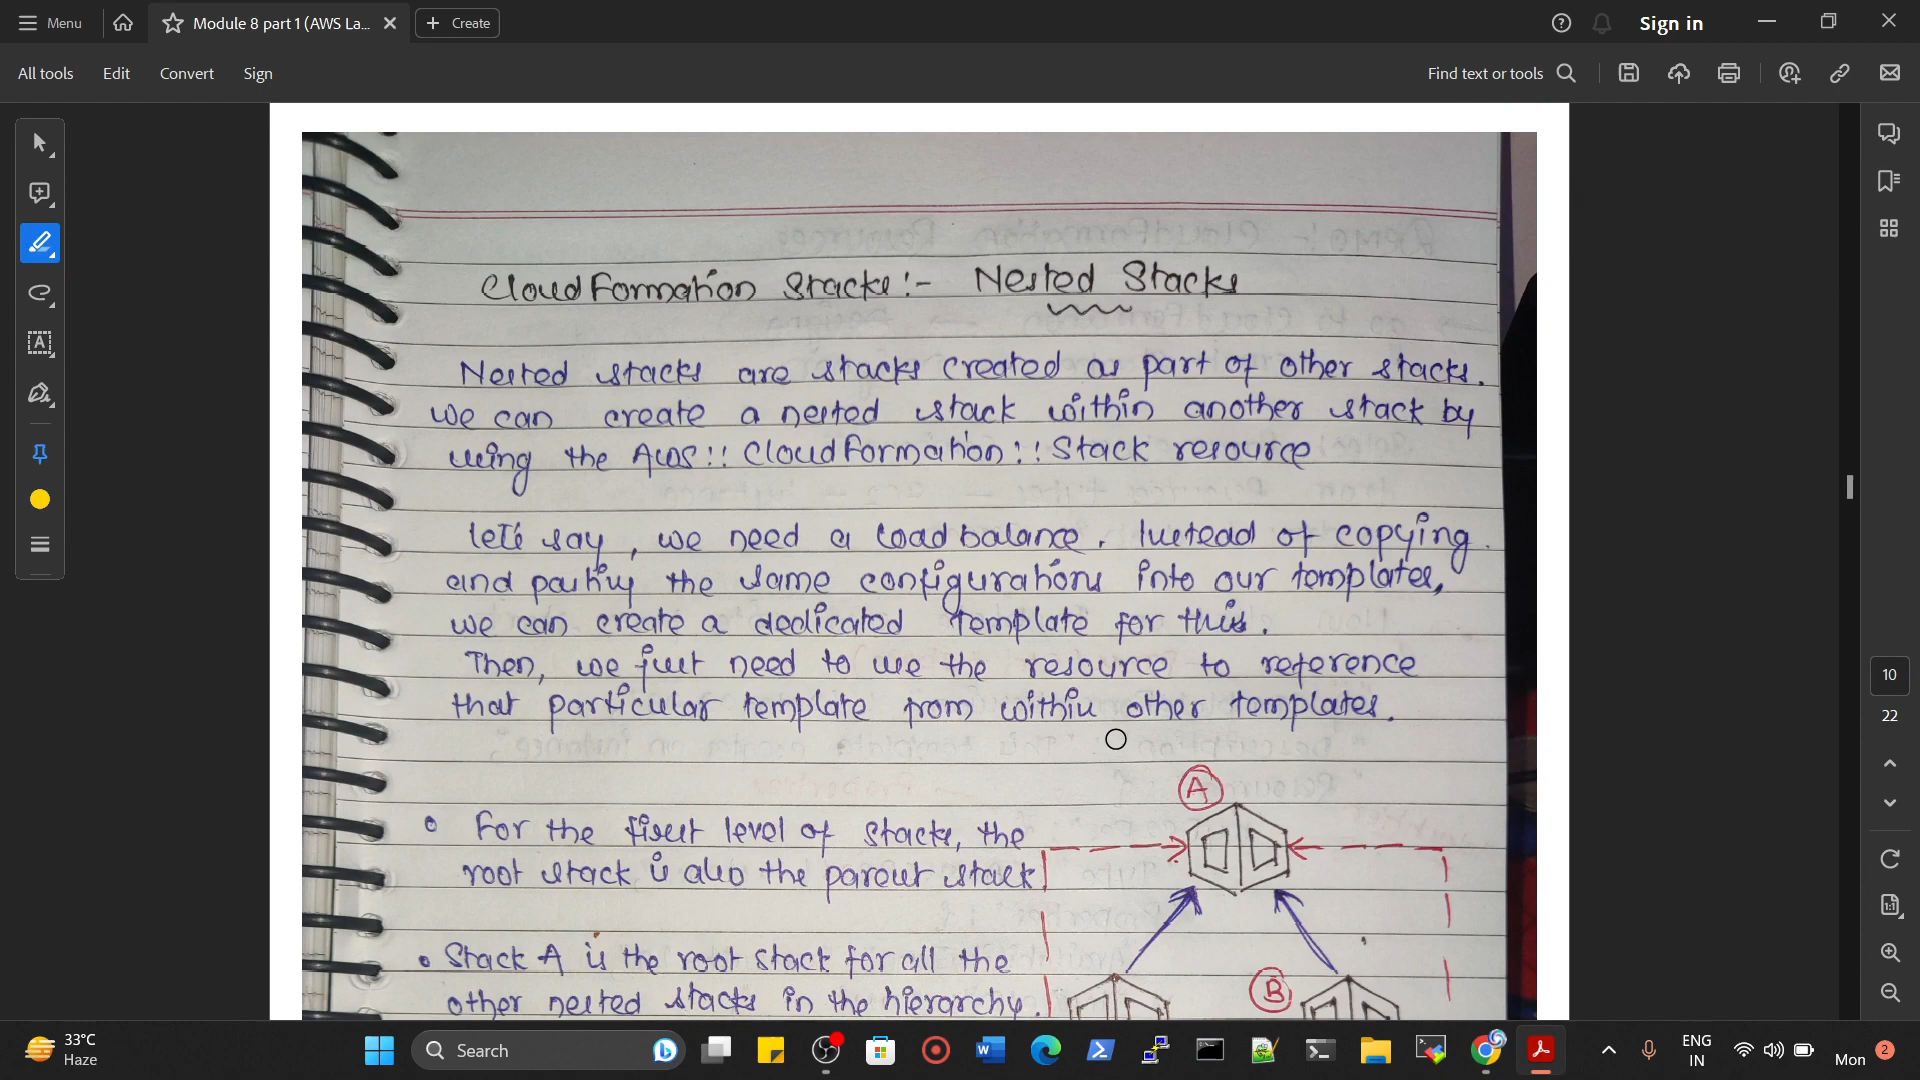 Menu
Module 8 part 1 (AWS La...
Create
Sign in
All tools
Edit
Convert
Sign
Find text or tools
CloudFormation Stacks:- Nested Stacks
Nested stacks are stacks created as part of other stacks.
we can create a nested stack within another stack by
using the AWS:: CloudFormation:: Stack resource
let's say, we need a load balance. Instead of copying
and pasting the same configurations into our templates,
we can create a dedicated template for this.
Then, we just need to use the resource to reference
that particular template from within other templates.
A
• For the first level of stacks, the
root stack is also the parent stack
• Stack A is the root stack for all the
other nested stacks in the hierarchy.
B
10
22
33°C
Haze
Search
ENG
IN
Mon
2